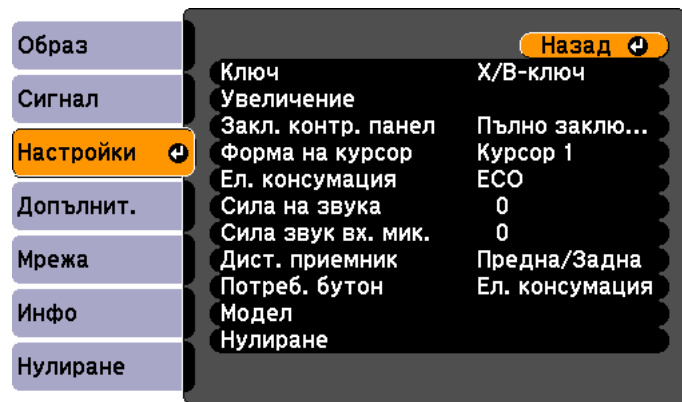 Образ
Сигнал
Настройки
Допълнит.
Мрежа
Инфо
Нулиране
Назад
Ключ Х/В-ключ
Увеличение
Закл. контр. панел Пълно заклю...
Форма на курсор Курсор 1
Ел. консумация ECO
Сила на звука 0
Сила звук вх. мик. 0
Дист. приемник Предна/Задна
Потреб. бутон Ел. консумация
Модел
Нулиране